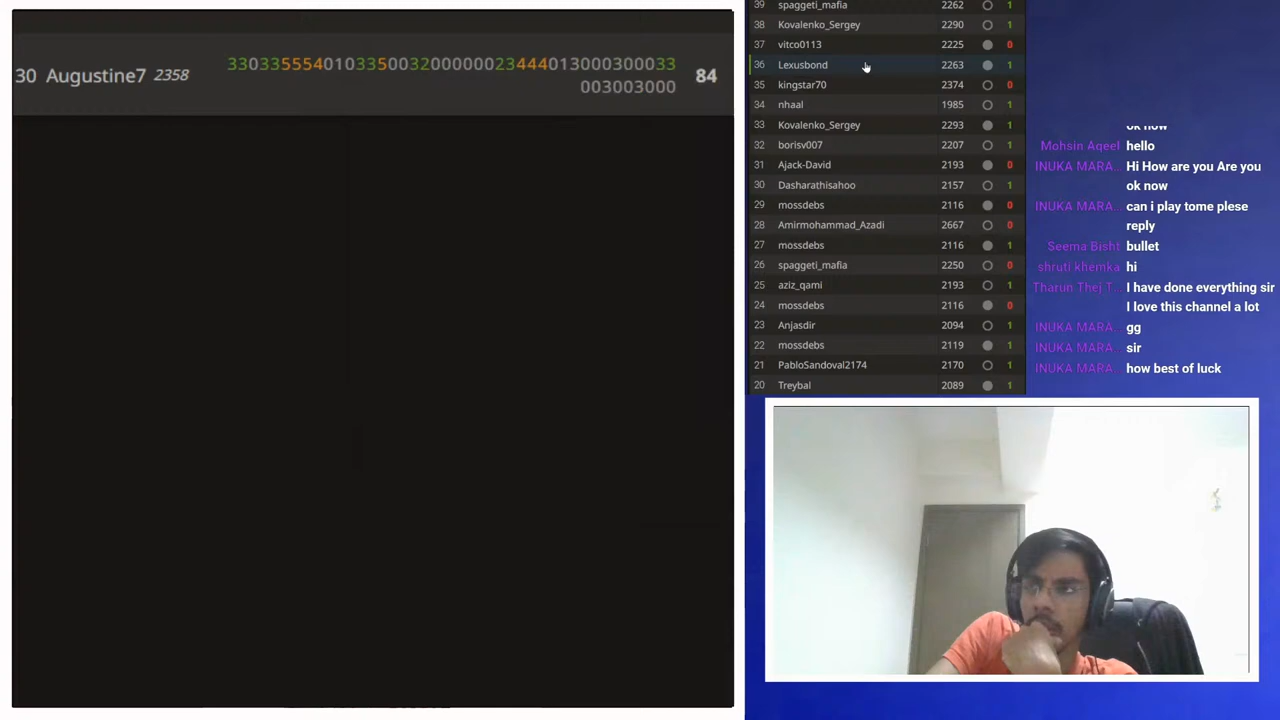 30 Augustine7 2358 33033555401033500320000002344401300030003​3 84
003003000
39 spaggeti_mafia 2262 1
38 Kovalenko_Sergey 2290 1
37 vitco0113 2225 0
36 Lexusbond 2263 1
35 kingstar70 2374 0
34 nhaal 1985 1
33 Kovalenko_Sergey 2293 1
32 borisv007 2207 1
31 Ajack-David 2193 0
30 Dasharathisahoo 2157 1
29 mossdebs 2116 0
28 Amirmohammad_Azadi 2667 0
27 mossdebs 2116 1
26 spaggeti_mafia 2250 0
25 aziz_qami 2193 1
24 mossdebs 2116 0
23 Anjasdir 2094 1
22 mossdebs 2119 1
21 PabloSandoval2174 2170 1
20 Treybal 2089 1
ok now
Mohsin Aqeel hello
INUKA MARA... Hi How are you Are you
ok now
INUKA MARA... can i play tome plese
reply
Seema Bisht bullet
shruti khemka hi
Tharun Thej T... I have done everything sir
I love this channel a lot
INUKA MARA... gg
INUKA MARA... sir
INUKA MARA... how best of luck